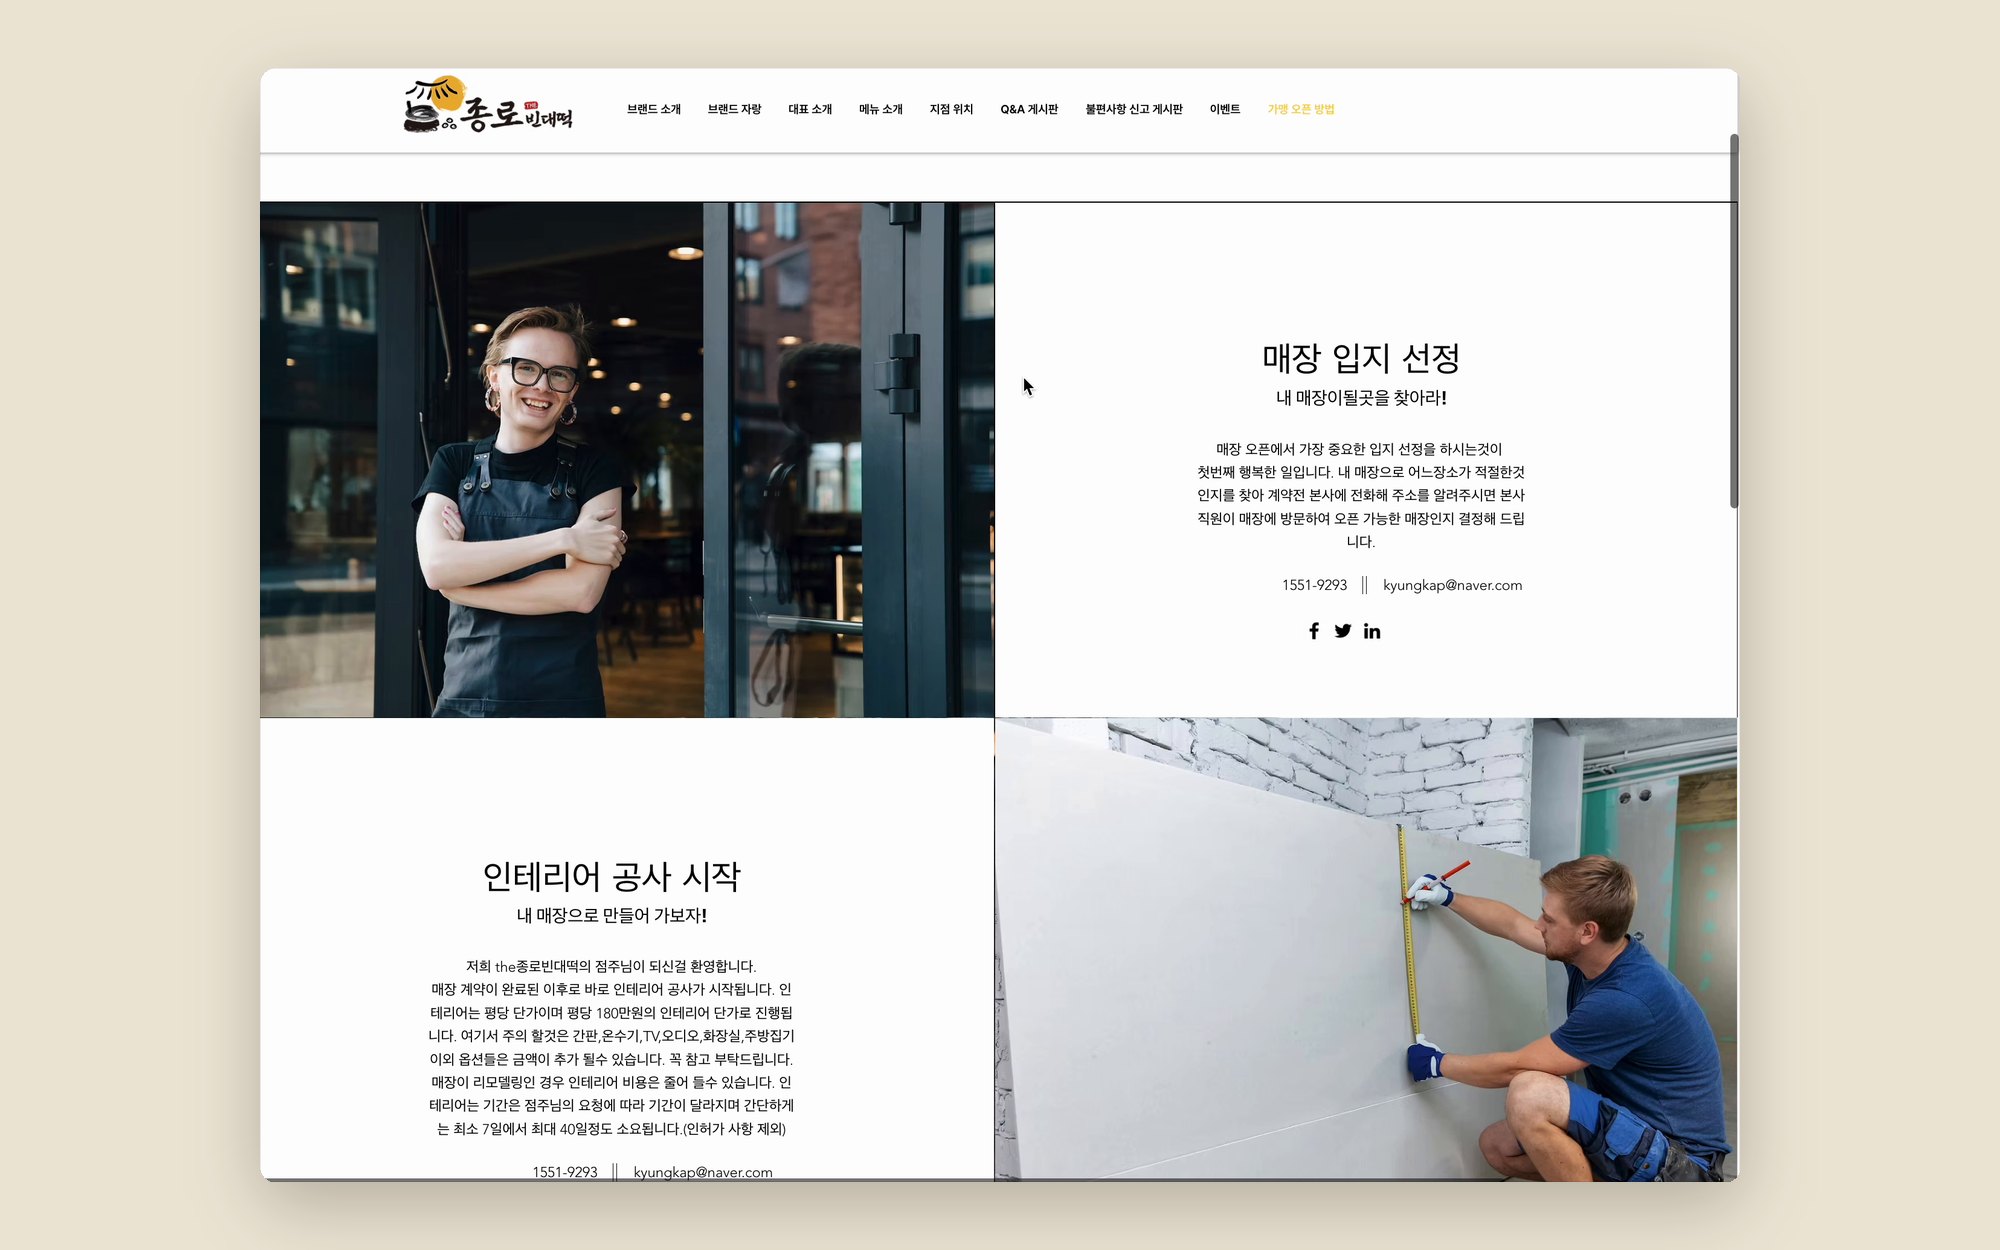 종로 THE 빈대떡
브랜드 소개 브랜드 자랑 대표 소개 메뉴 소개 지점 위치 Q&A 게시판 불편사항 신고 게시판 이벤트 가맹 오픈 방법
매장 입지 선정
내 매장이될곳을 찾아라!
매장 오픈에서 가장 중요한 입지 선정을 하시는것이
첫번째 행복한 일입니다. 내 매장으로 어느장소가 적절한것
인지를 찾아 계약전 본사에 전화해 주소를 알려주시면 본사
직원이 매장에 방문하여 오픈 가능한 매장인지 결정해 드립
니다.
1551-9293 || kyungkap@naver.com
인테리어 공사 시작
내 매장으로 만들어 가보자!
저희 the종로빈대떡의 점주님이 되신걸 환영합니다.
매장 계약이 완료된 이후로 바로 인테리어 공사가 시작됩니다. 인
테리어는 평당 단가이며 평당 180만원의 인테리어 단가로 진행됩
니다. 여기서 주의 할것은 간판,온수기,TV,오디오,화장실,주방집기
이외 옵션들은 금액이 추가 될수 있습니다. 꼭 참고 부탁드립니다.
매장이 리모델링인 경우 인테리어 비용은 줄어 들수 있습니다. 인
테리어는 기간은 점주님의 요청에 따라 기간이 달라지며 간단하게
는 최소 7일에서 최대 40일정도 소요됩니다.(인허가 사항 제외)
1551-9293 || kyungkap@naver.com